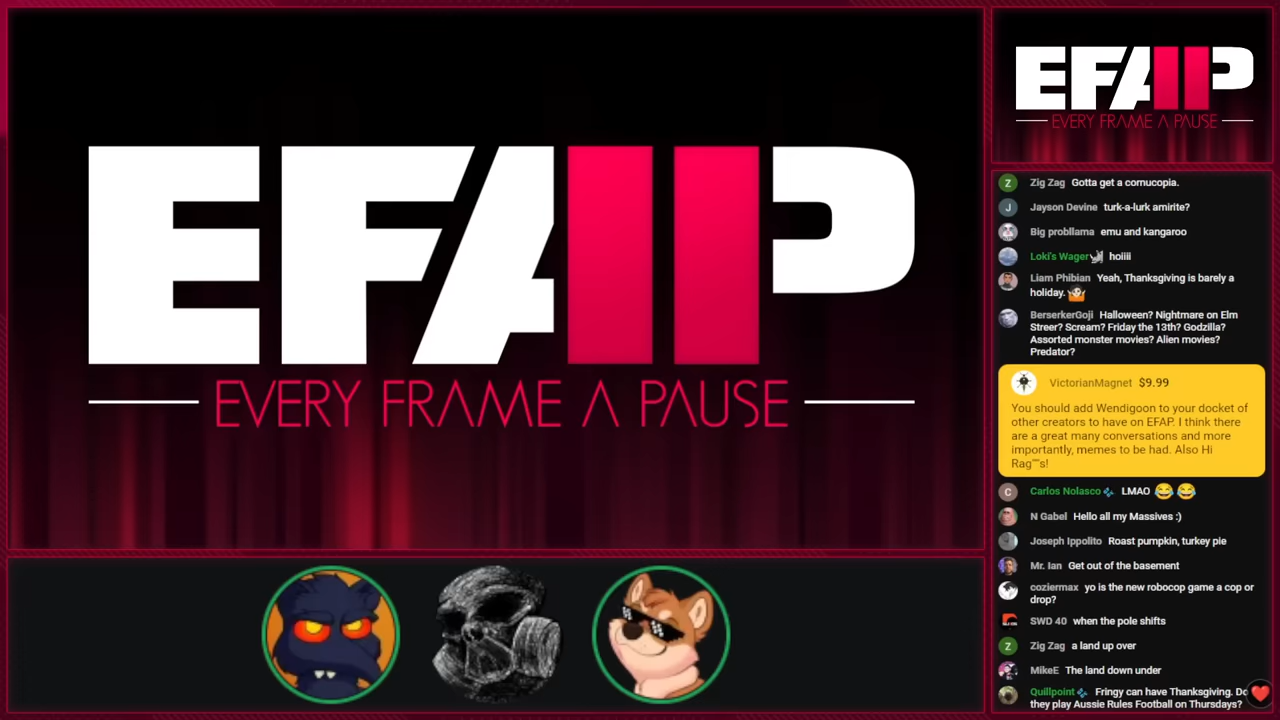 EFAP
EVERY FRAME A PAUSE
EFAP
EVERY FRAME A PAUSE
Z Zig Zag Gotta get a cornucopia.
J Jayson Devine turk-a-lurk amirite?
Big probllama emu and kangaroo
Loki's Wager hoiiii
Liam Phibian Yeah, Thanksgiving is barely a
holiday.
BerserkerGoji Halloween? Nightmare on Elm
Streer? Scream? Friday the 13th? Godzilla?
Assorted monster movies? Alien movies?
Predator?
VictorianMagnet $9.99
You should add Wendigoon to your docket of
other creators to have on EFAP. I think there
are a great many conversations and more
importantly, memes to be had. Also Hi
Rag""s!
C Carlos Nolasco LMAO 😂 😂
N Gabel Hello all my Massives :)
Joseph Ippolito Roast pumpkin, turkey pie
Mr. Ian Get out of the basement
coziermax yo is the new robocop game a cop or
drop?
SWD 40 when the pole shifts
Z Zig Zag a land up over
MikeE The land down under
Quillpoint Fringy can have Thanksgiving. Do
they play Aussie Rules Football on Thursdays?